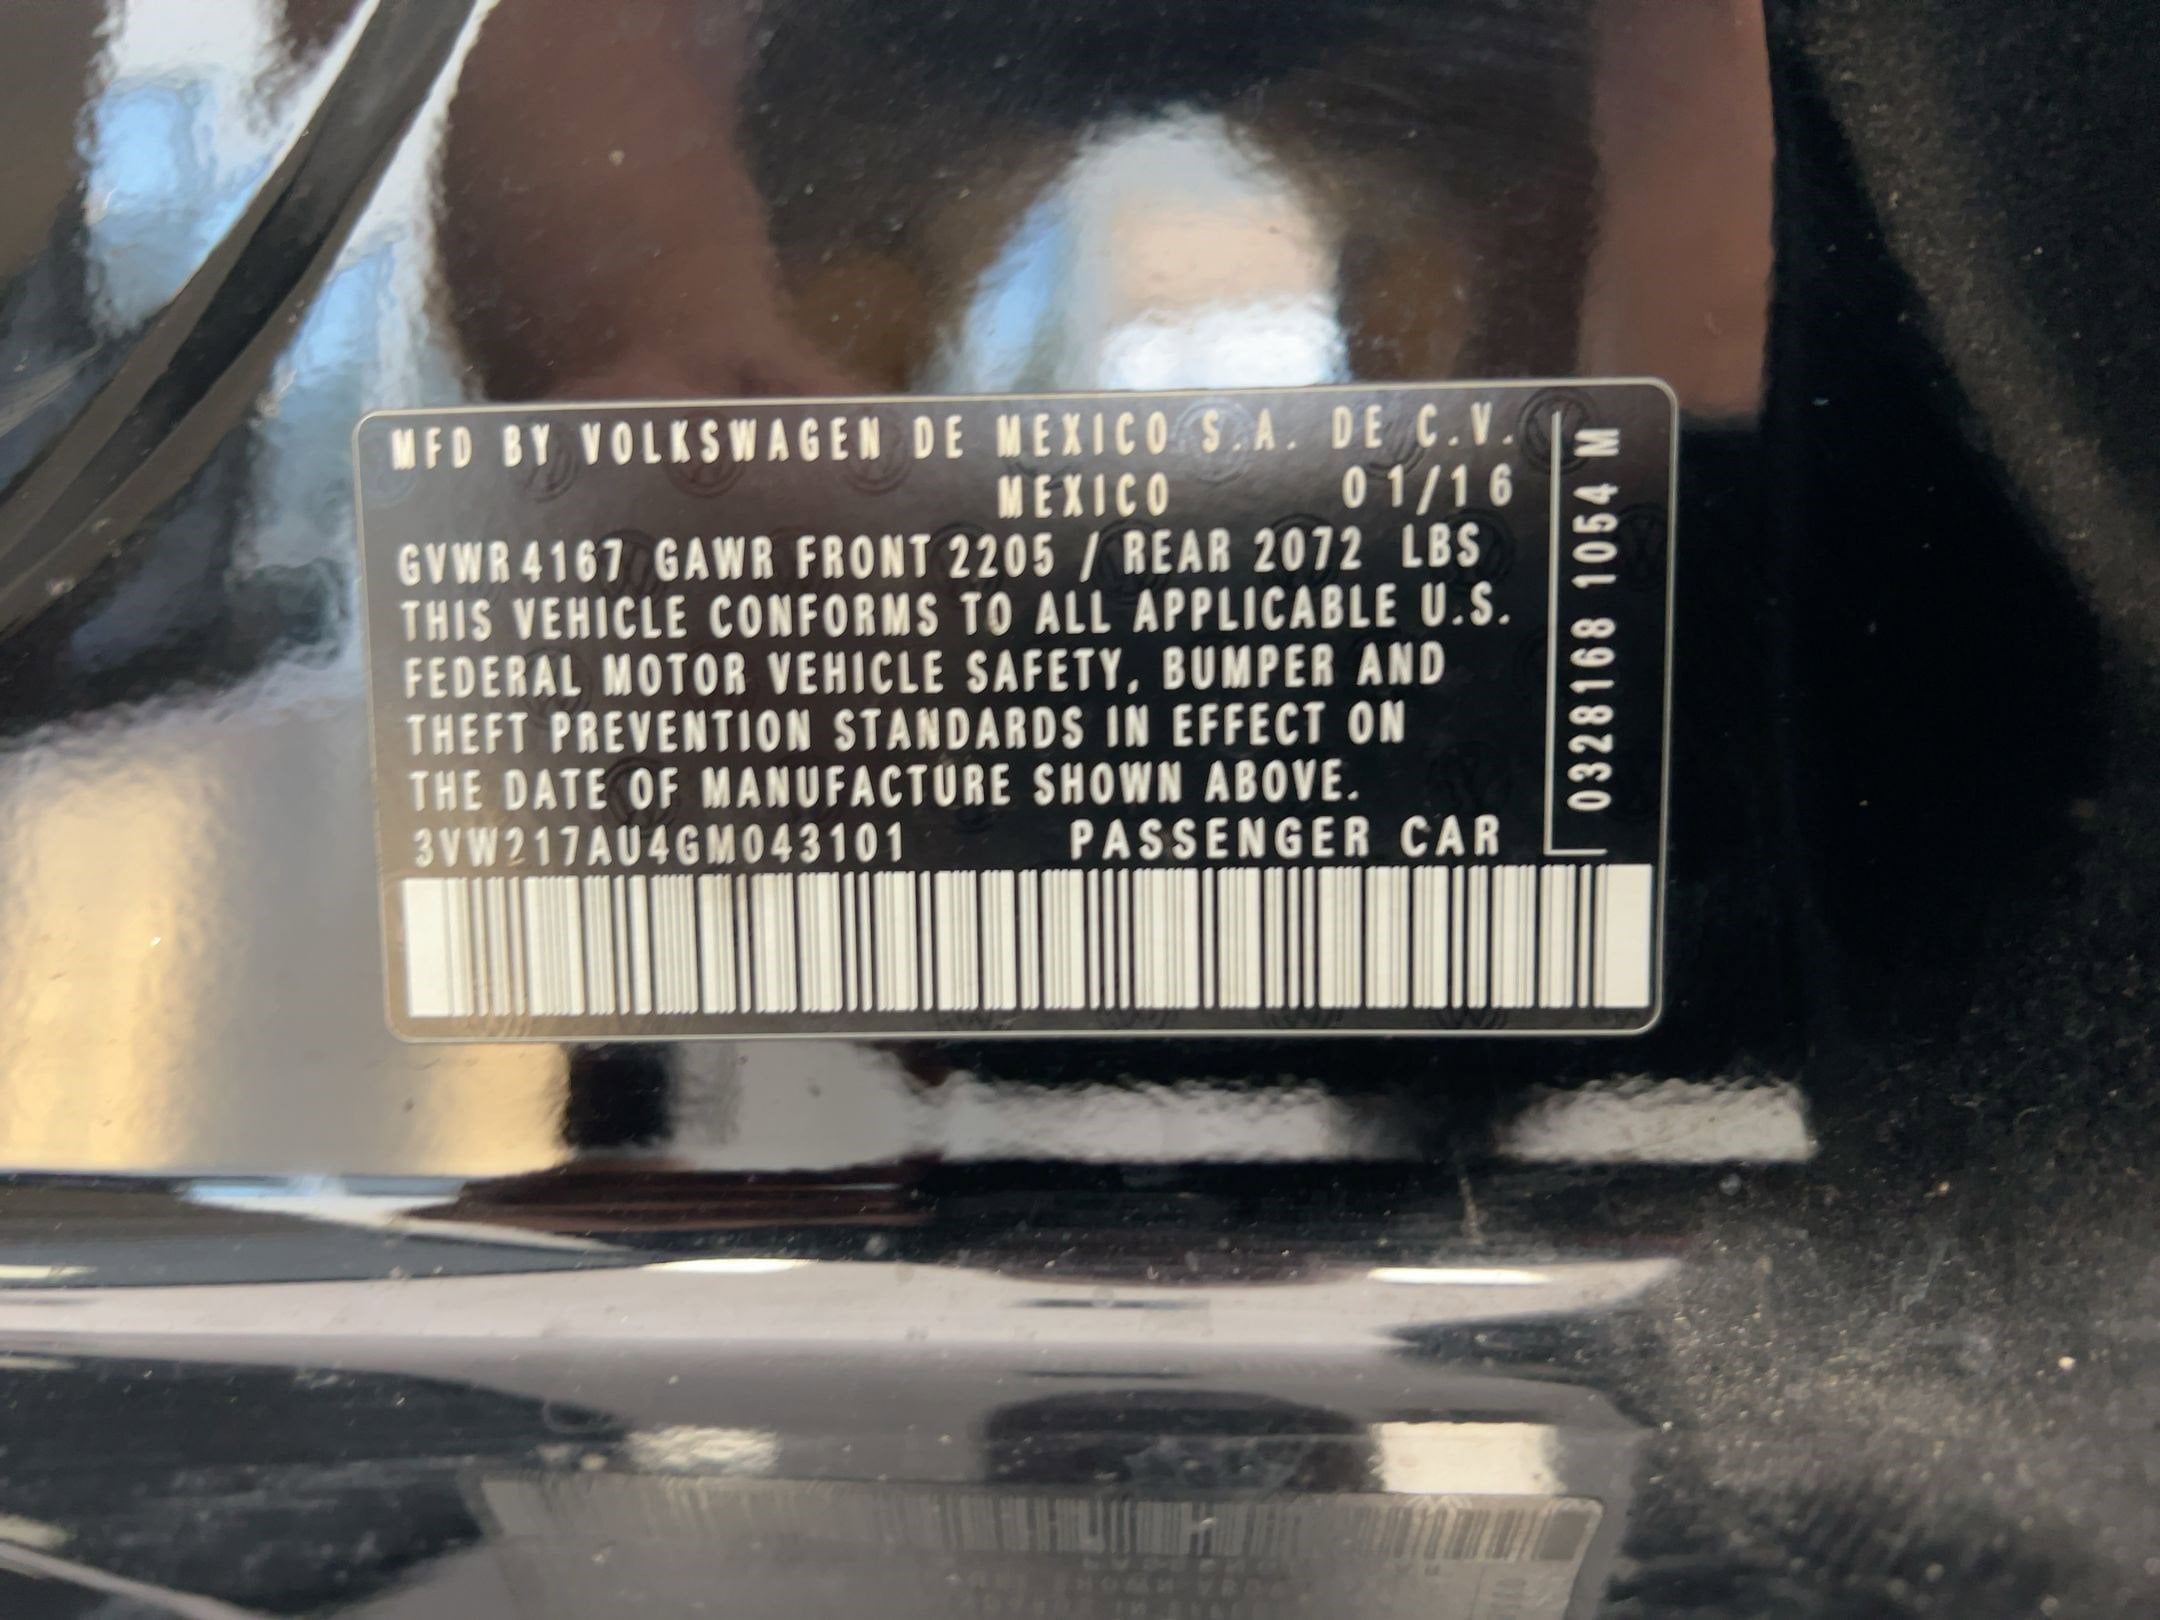 MFD BY VOLKSWAGEN DE MEXICO S.A. DE C.V.
MEXICO 01/16
GVWR 4167 GAWR FRONT 2205 / REAR 2072 LBS
THIS VEHICLE CONFORMS TO ALL APPLICABLE U.S.
FEDERAL MOTOR VEHICLE SAFETY, BUMPER AND
THEFT PREVENTION STANDARDS IN EFFECT ON
THE DATE OF MANUFACTURE SHOWN ABOVE.
3VW217AU4GM043101 PASSENGER CAR
0328168 1054 M